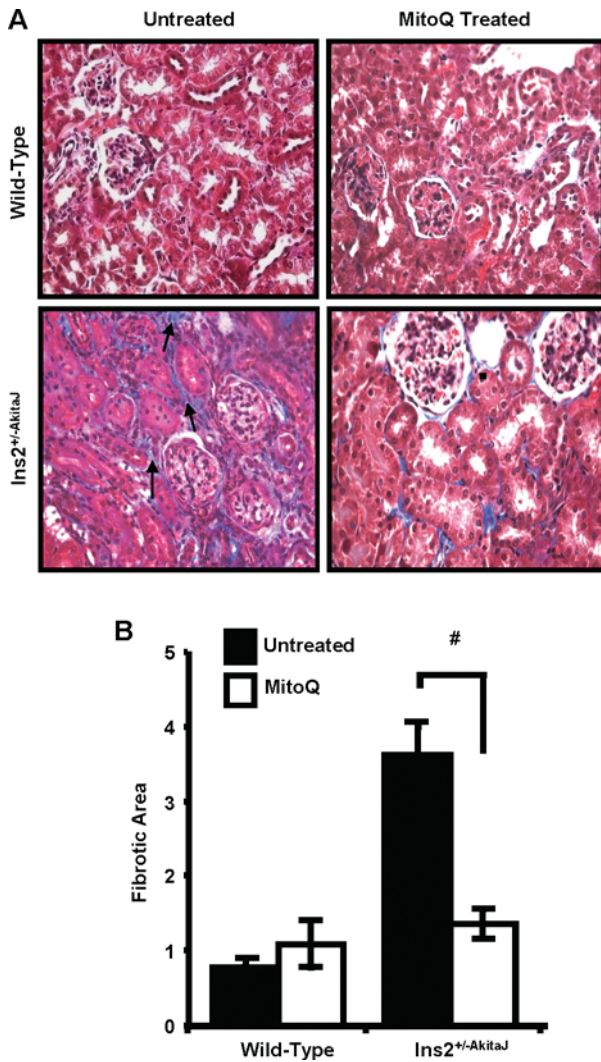 A
Untreated
MitoQ Treated
Wild-Type
Ins2+/-AkitaJ
B
Untreated
MitoQ
#
5
4
3
2
1
0
Fibrotic Area
Wild-Type
Ins2+/-AkitaJ